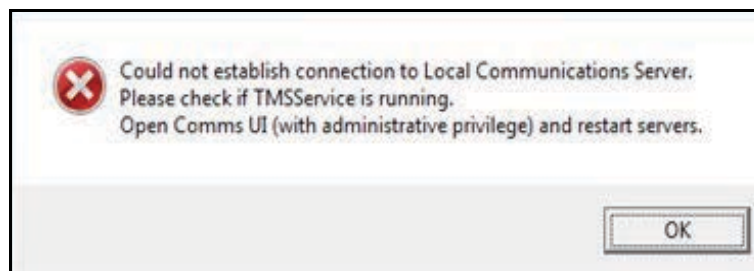 Could not establish connection to Local Communications Server.
Please check if TMSService is running.
Open Comms UI (with administrative privilege) and restart servers.
OK